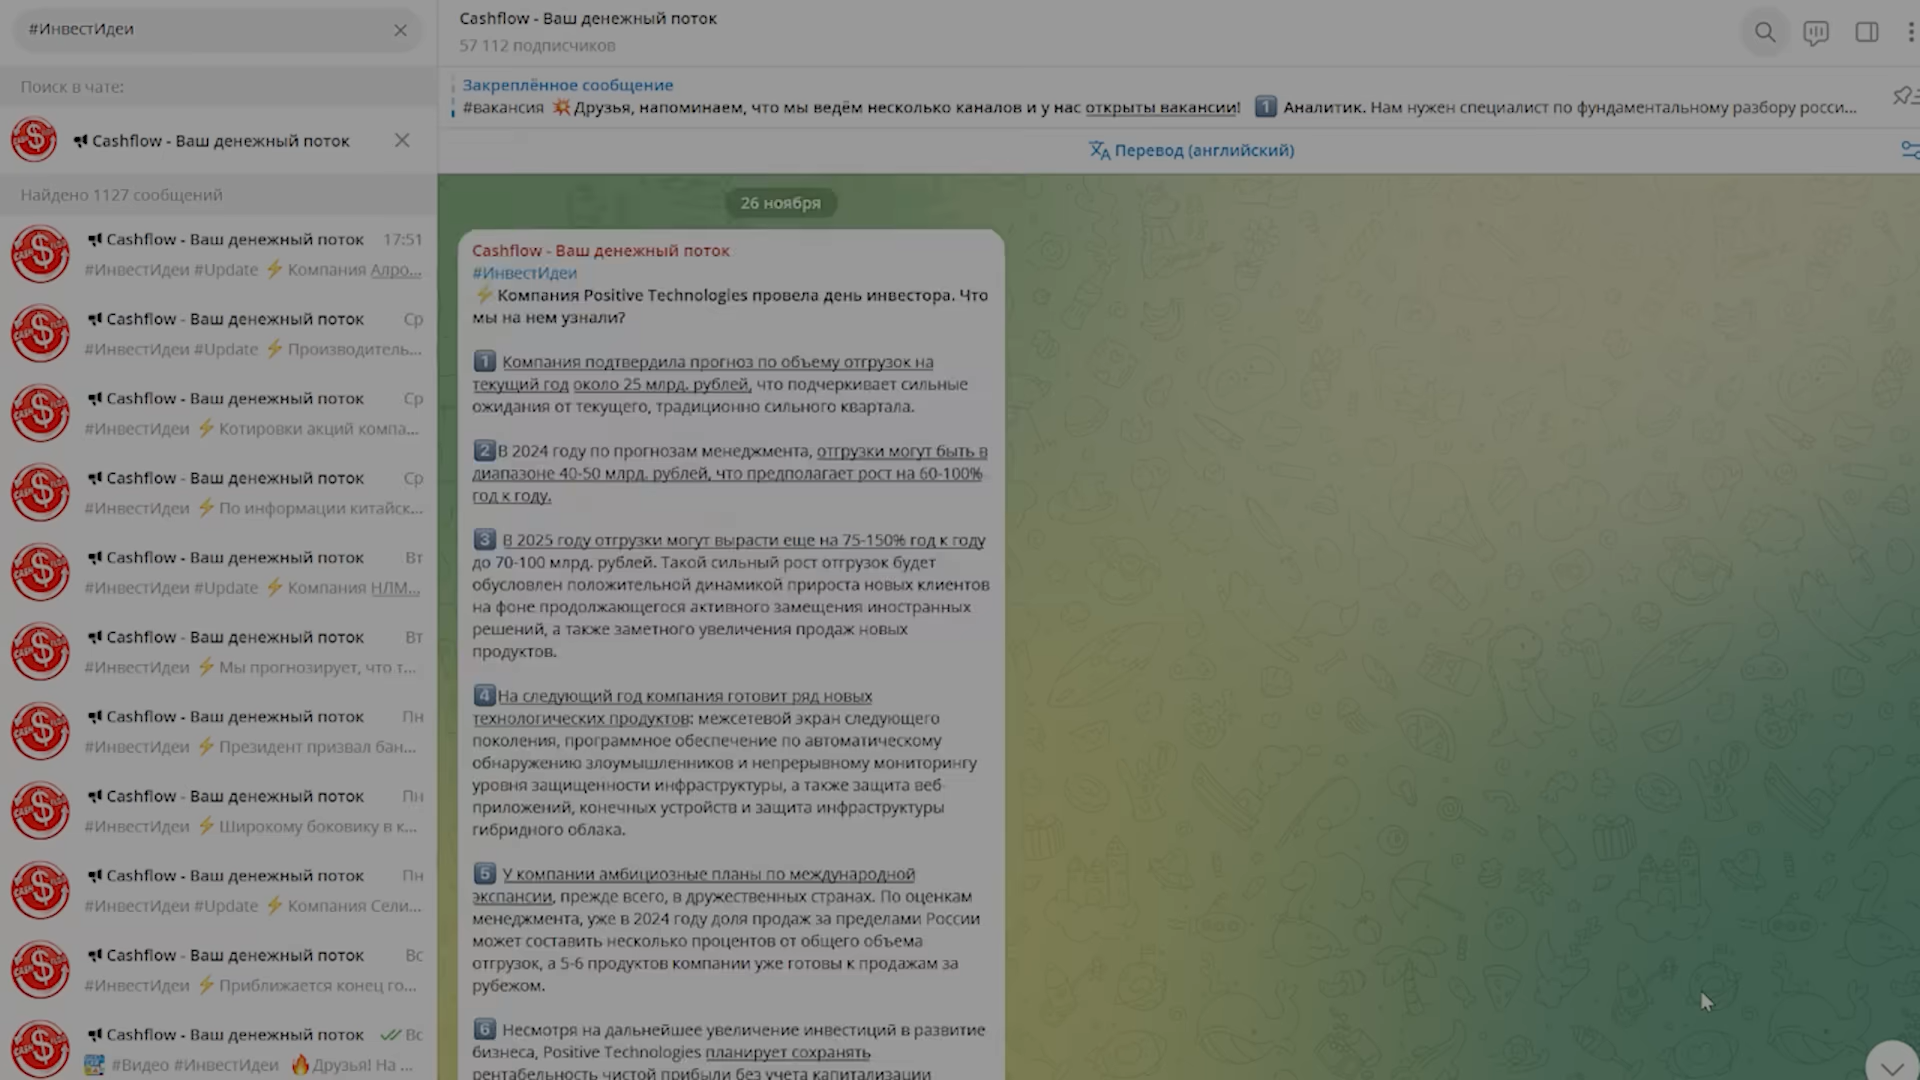 #ИнвестИдеи
Поиск в чате:
Cashflow - Ваш денежный поток
Найдено 1127 сообщений
Cashflow - Ваш денежный поток 17:51
#ИнвестИдеи #Update ⚡ Компания Алро...
Cashflow - Ваш денежный поток Ср
#ИнвестИдеи #Update ⚡ Производитель...
Cashflow - Ваш денежный поток Ср
#ИнвестИдеи ⚡ Котировки акций компа...
Cashflow - Ваш денежный поток Ср
#ИнвестИдеи ⚡ По информации китайск...
Cashflow - Ваш денежный поток Вт
#ИнвестИдеи #Update ⚡ Компания НЛМ...
Cashflow - Ваш денежный поток Вт
#ИнвестИдеи ⚡ Мы прогнозирует, что т...
Cashflow - Ваш денежный поток Пн
#ИнвестИдеи ⚡ Президент призвал бан...
Cashflow - Ваш денежный поток Пн
#ИнвестИдеи ⚡ Широкому боковику в к...
Cashflow - Ваш денежный поток Пн
#ИнвестИдеи #Update ⚡ Компания Сели...
Cashflow - Ваш денежный поток Вс
#ИнвестИдеи ⚡ Приближается конец го...
Cashflow - Ваш денежный поток Вс
#Видео #ИнвестИдеи 🔥Друзья! На ...
Cashflow - Ваш денежный поток
57 112 подписчиков
Закреплённое сообщение
#вакансия 💥Друзья, напоминаем, что мы ведём несколько каналов и у нас открыты вакансии! 1️⃣ Аналитик. Нам нужен специалист по фундаментальному разбору росси...
Перевод (английский)
26 ноября
Cashflow - Ваш денежный поток
#ИнвестИдеи
⚡Компания Positive Technologies провела день инвестора. Что
мы на нем узнали?
1️⃣ Компания подтвердила прогноз по объему отгрузок на
текущий год около 25 млрд. рублей, что подчеркивает сильные
ожидания от текущего, традиционно сильного квартала.
2️⃣В 2024 году по прогнозам менеджмента, отгрузки могут быть в
диапазоне 40-50 млрд. рублей, что предполагает рост на 60-100%
год к году.
3️⃣ В 2025 году отгрузки могут вырасти еще на 75-150% год к году
до 70-100 млрд. рублей. Такой сильный рост отгрузок будет
обусловлен положительной динамикой прироста новых клиентов
на фоне продолжающегося активного замещения иностранных
решений, а также заметного увеличения продаж новых
продуктов.
4️⃣На следующий год компания готовит ряд новых
технологических продуктов: межсетевой экран следующего
поколения, программное обеспечение по автоматическому
обнаружению злоумышленников и непрерывному мониторингу
уровня защищенности инфраструктуры, а также защита веб-
приложений, конечных устройств и защита инфраструктуры
гибридного облака.
5️⃣ У компании амбициозные планы по международной
экспансии, прежде всего, в дружественных странах. По оценкам
менеджмента, уже в 2024 году доля продаж за пределами России
может составить несколько процентов от общего объема
отгрузок, а 5-6 продуктов компании уже готовы к продажам за
рубежом.
6️⃣ Несмотря на дальнейшее увеличение инвестиций в развитие
бизнеса, Positive Technologies планирует сохранять
рентабельность чистой прибыли без учета капитализации